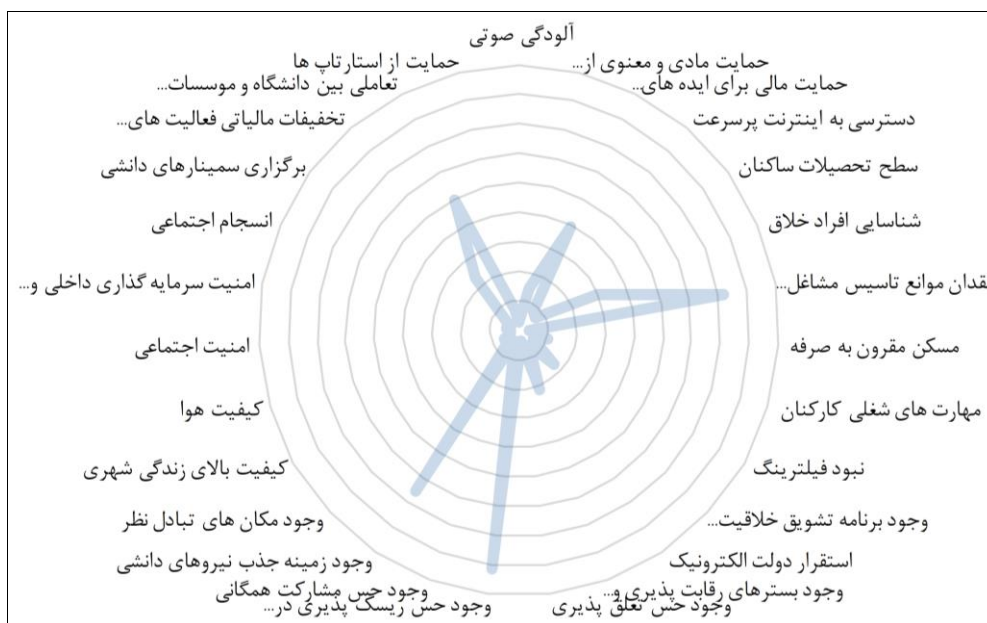 آلودگی صوتی
حمایت مادی و معنوی از...
حمایت مالی برای ایده های...
دسترسی به اینترنت پرسرعت
سطح تحصیلات ساکنان
شناسایی افراد خلاق
قدان موانع تاسیس مشاغل...
مسکن مقرون به صرفه
مهارت های شغلی کارکنان
نبود فیلترینگ
وجود برنامه تشویق خلاقیت...
استقرار دولت الکترونیک
وجود بسترهای رقابت پذیری و...
وجود حس تعلق پذیری
وجود حس ریسک پذیری در...
وجود حس مشارکت همگانی
وجود زمینه جذب نیروهای دانشی
وجود مکان های تبادل نظر
کیفیت بالای زندگی شهری
کیفیت هوا
امنیت اجتماعی
امنیت سرمایه گذاری داخلی و...
انسجام اجتماعی
برگزاری سمینارهای دانشی
تخفیفات مالیاتی فعالیت های...
تعاملی بین دانشگاه و موسسات...
حمایت از استارتاپ ها